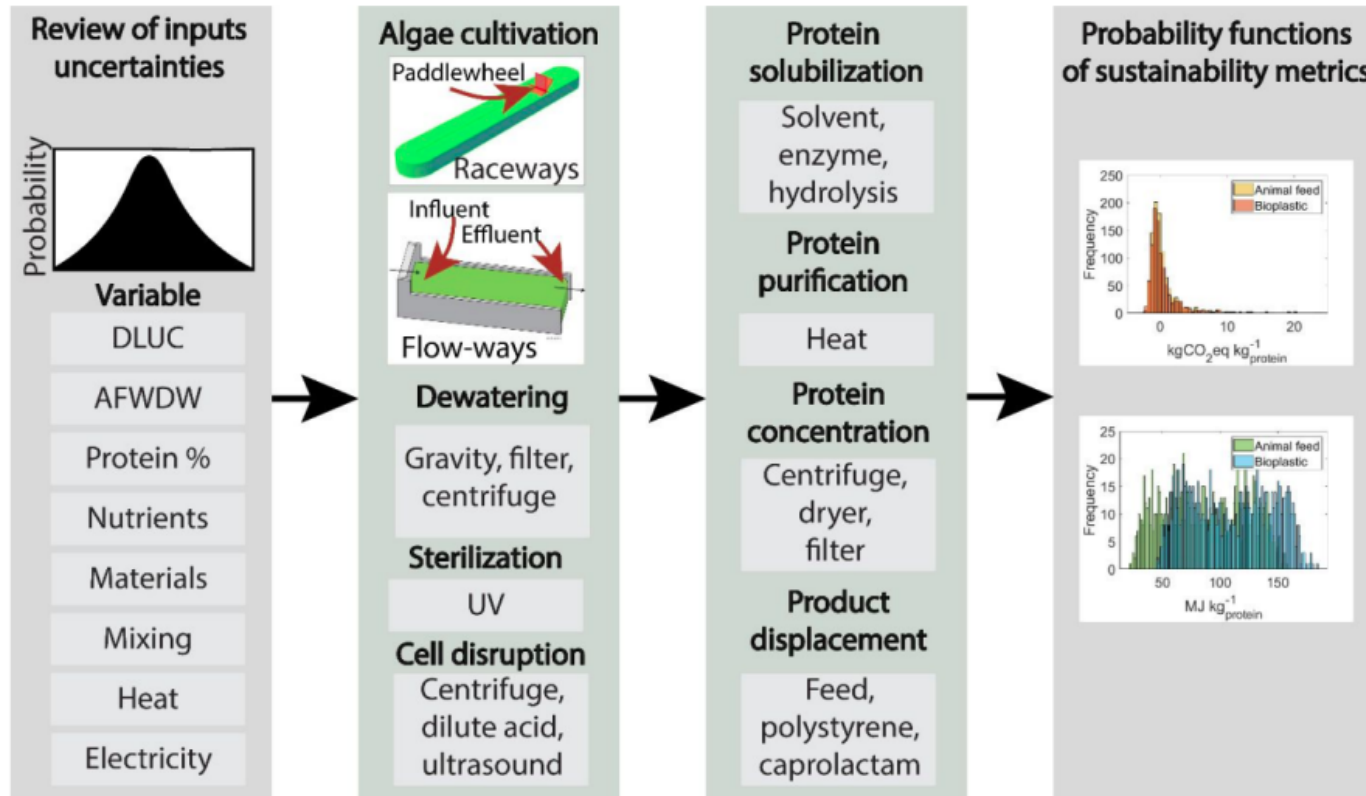 Review of inputs
uncertainties
Probability
Variable
DLUC
AFWDW
Protein %
Nutrients
Materials
Mixing
Heat
Electricity
Algae cultivation
Paddlewheel
Raceways
Influent
Effluent
Flow-ways
Dewatering
Gravity, filter,
centrifuge
Sterilization
UV
Cell disruption
Centrifuge,
dilute acid,
ultrasound
Protein
solubilization
Solvent,
enzyme,
hydrolysis
Protein
purification
Heat
Protein
concentration
Centrifuge,
dryer,
filter
Product
displacement
Feed,
polystyrene,
caprolactam
Probability functions
of sustainability metrics
Frequency
250
200
150
100
50
0
Animal feed
Bioplastic
0 10 20
kgCO₂eq kg⁻¹protein
Frequency
25
20
15
10
5
0
Animal feed
Bioplastic
50 100 150
MJ kg⁻¹protein